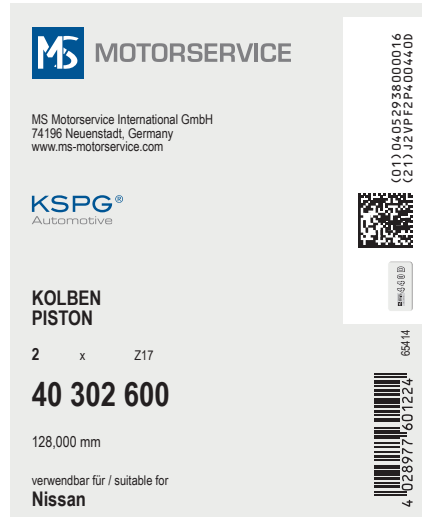 MS MOTORSERVICE
MS Motorservice International GmbH
74196 Neuenstadt, Germany
www.ms-motorservice.com
KSPG®
Automotive
KOLBEN
PISTON
2 x Z17
40 302 600
128,000 mm
verwendbar für / suitable for
Nissan
(01)04052938000016
(21)J2VPF2P400440D
440D
65414
4 028977 601224